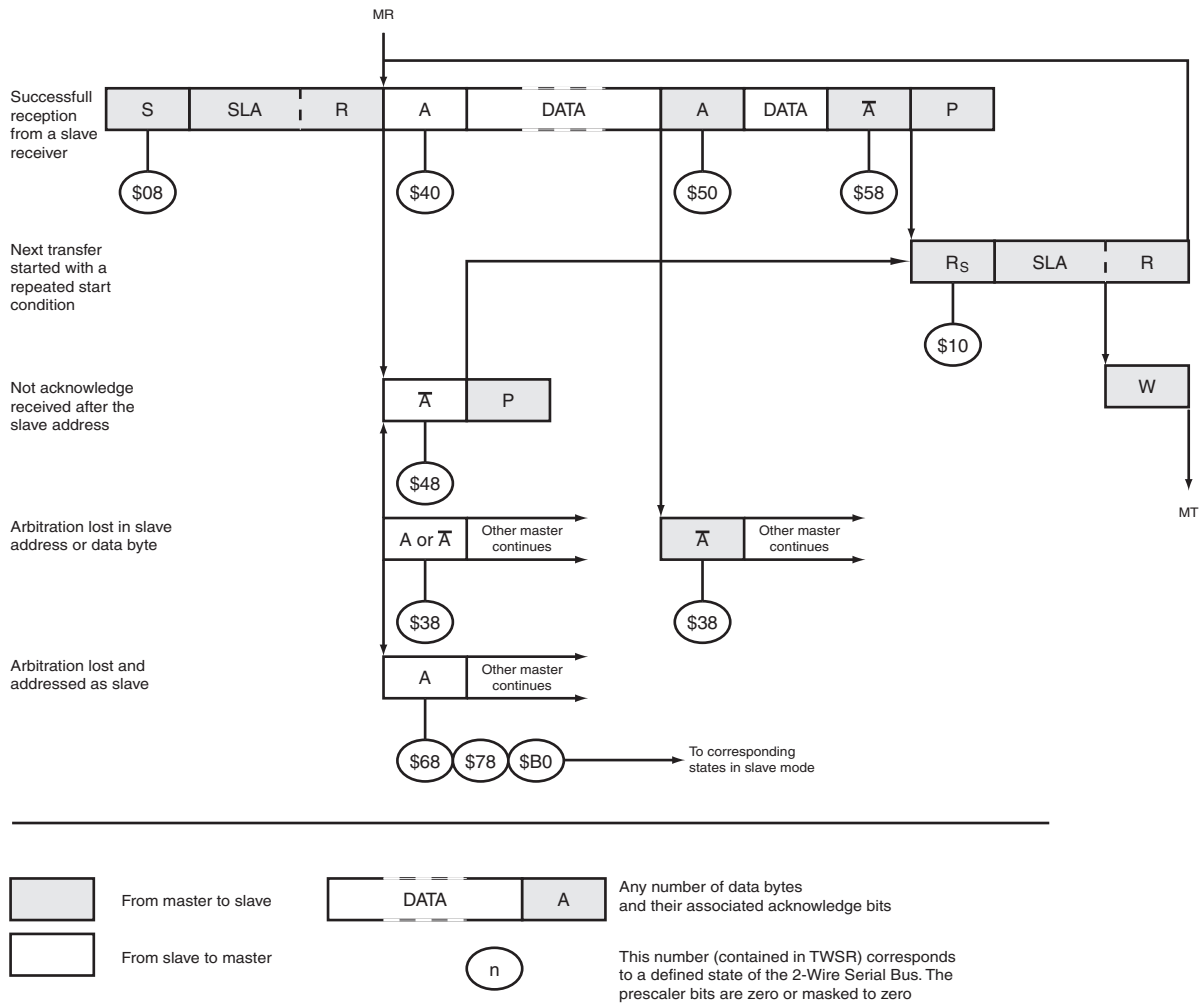 MR
Successfull
reception
from a slave
receiver
S SLA R A DATA A DATA A̅ P
$08 $40 $50 $58
Next transfer
started with a
repeated start
condition
RS SLA R
$10
Not acknowledge
received after the
slave address
A̅ P
W
$48
MT
Arbitration lost in slave
address or data byte
A or A̅ Other master
continues
A̅ Other master
continues
$38 $38
Arbitration lost and
addressed as slave
A Other master
continues
$68 $78 $B0 To corresponding
states in slave mode
From master to slave
DATA A Any number of data bytes
and their associated acknowledge bits
From slave to master
n This number (contained in TWSR) corresponds
to a defined state of the 2-Wire Serial Bus. The
prescaler bits are zero or masked to zero